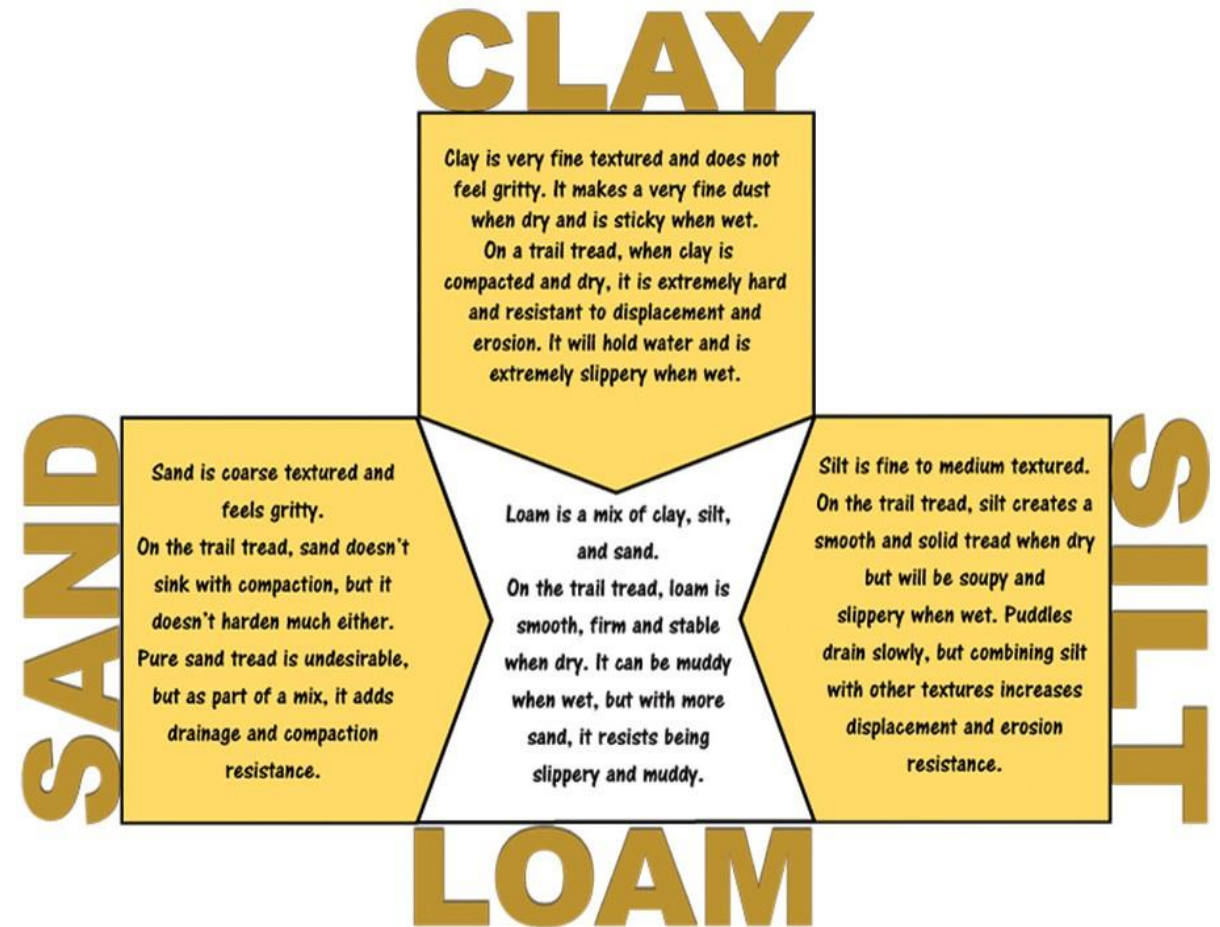 CLAY
Clay is very fine textured and does not
feel gritty. It makes a very fine dust
when dry and is sticky when wet.
On a trail tread, when clay is
compacted and dry, it is extremely hard
and resistant to displacement and
erosion. It will hold water and is
extremely slippery when wet.
SAND
Sand is coarse textured and
feels gritty.
On the trail tread, sand doesn't
sink with compaction, but it
doesn't harden much either.
Pure sand tread is undesirable,
but as part of a mix, it adds
drainage and compaction
resistance.
Loam is a mix of clay, silt,
and sand.
On the trail tread, loam is
smooth, firm and stable
when dry. It can be muddy
when wet, but with more
sand, it resists being
slippery and muddy.
LOAM
Silt is fine to medium textured.
On the trail tread, silt creates a
smooth and solid tread when dry
but will be soupy and
slippery when wet. Puddles
drain slowly, but combining silt
with other textures increases
displacement and erosion
resistance.
SILT